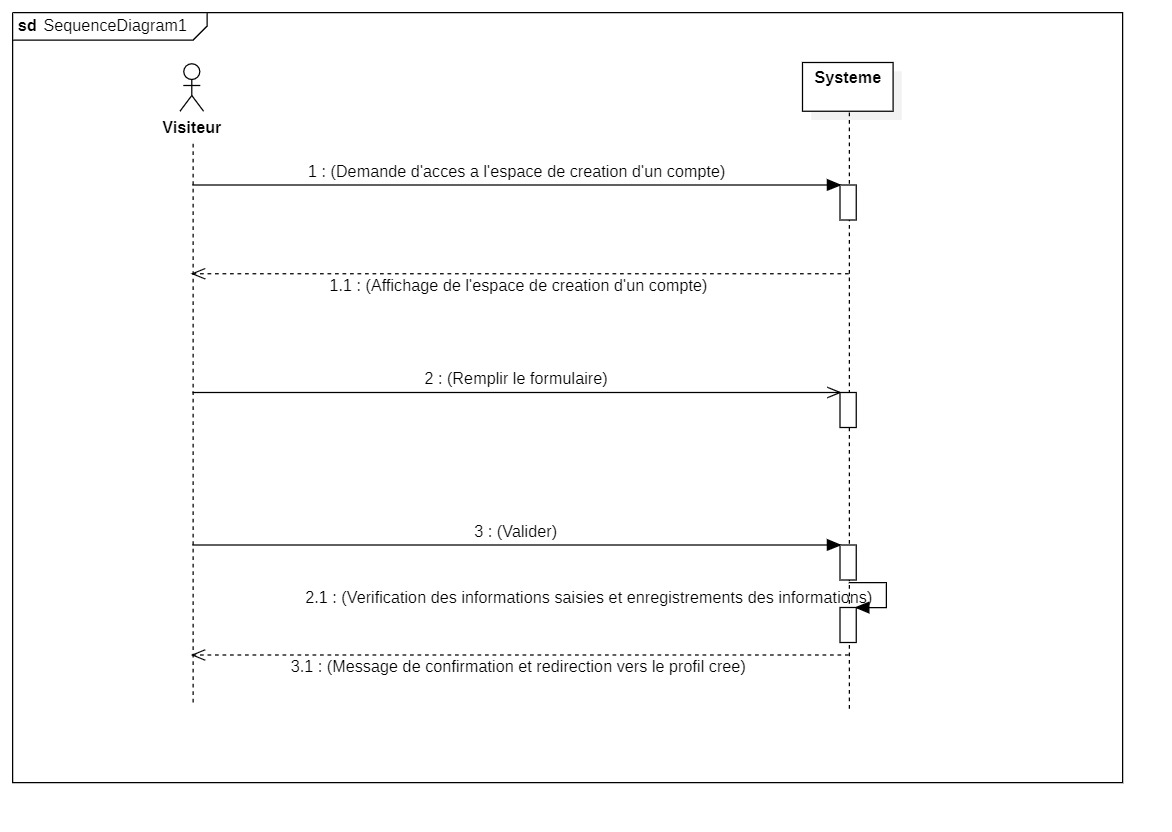 sd SequenceDiagram1
Visiteur
Systeme
1 : (Demande d'acces a l'espace de creation d'un compte)
1.1 : (Affichage de l'espace de creation d'un compte)
2 : (Remplir le formulaire)
3 : (Valider)
2.1 : (Verification des informations saisies et enregistrements des informations)
3.1 : (Message de confirmation et redirection vers le profil cree)